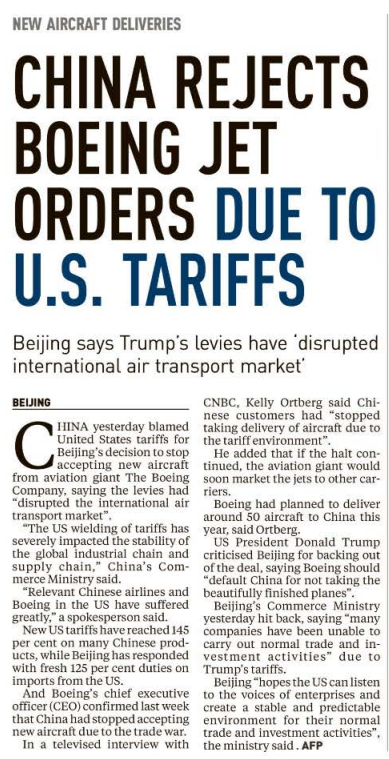 NEW AIRCRAFT DELIVERIES
CHINA REJECTS
BOEING JET
ORDERS DUE TO
U.S. TARIFFS
Beijing says Trump's levies have 'disrupted
international air transport market'
BEIJING
CHINA yesterday blamed
United States tariffs for
Beijing's decision to stop
accepting new aircraft
from aviation giant The Boeing
Company, saying the levies had
"disrupted the international air
transport market".
"The US wielding of tariffs has
severely impacted the stability of
the global industrial chain and
supply chain," China's Com-
merce Ministry said.
"Relevant Chinese airlines and
Boeing in the US have suffered
greatly," a spokesperson said.
New US tariffs have reached 145
per cent on many Chinese prod-
ucts, while Beijing has responded
with fresh 125 per cent duties on
imports from the US.
And Boeing's chief executive
officer (CEO) confirmed last week
that China had stopped accepting
new aircraft due to the trade war.
In a televised interview with
CNBC, Kelly Ortberg said Chi-
nese customers had "stopped
taking delivery of aircraft due to
the tariff environment".
He added that if the halt con-
tinued, the aviation giant would
soon market the jets to other car-
riers.
Boeing had planned to deliver
around 50 aircraft to China this
year, said Ortberg.
US President Donald Trump
criticised Beijing for backing out
of the deal, saying Boeing should
"default China for not taking the
beautifully finished planes".
Beijing's Commerce Ministry
yesterday hit back, saying "many
companies have been unable to
carry out normal trade and in-
vestment activities" due to
Trump's tariffs.
Beijing "hopes the US can listen
to the voices of enterprises and
create a stable and predictable
environment for their normal
trade and investment activities",
the ministry said . AFP